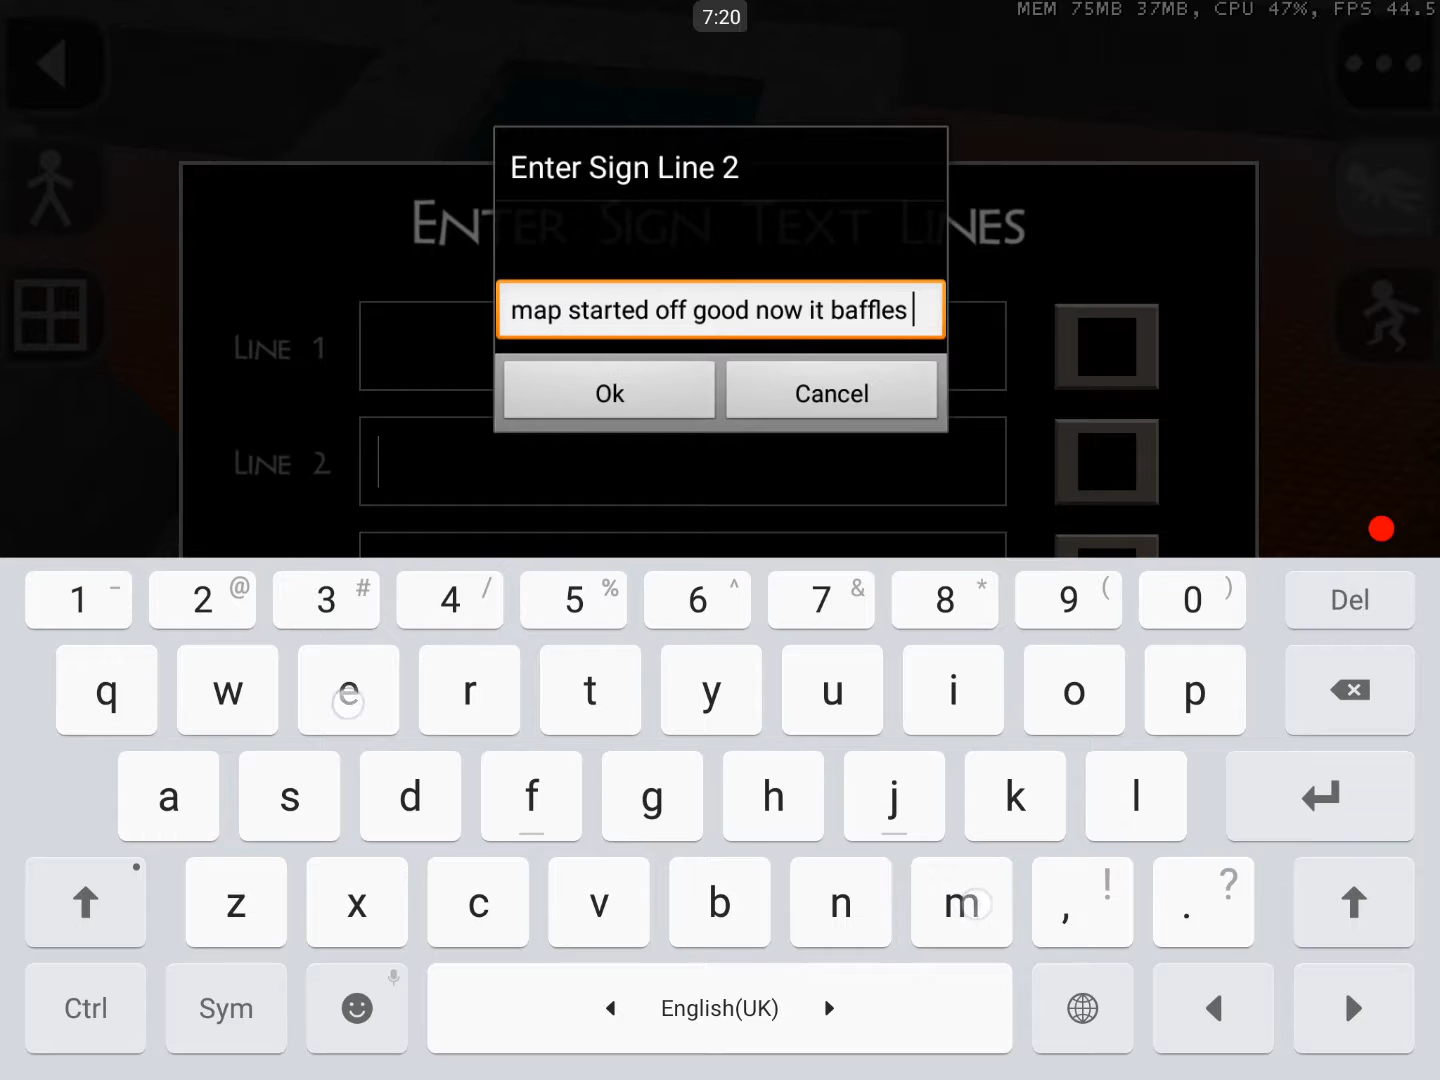 7:20
MEM 75MB 37MB, CPU 47%, FPS 44.5
Enter Sign Line 2
Enter Sign Text Lines
map started off good now it baffles
Line 1
Ok Cancel
Line 2
1 - 2 @ 3 # 4 / 5 % 6 ^ 7 & 8 * 9 ( 0 ) Del
q w e r t y u i o p
a s d f g h j k l
z x c v b n m , ! . ?
Ctrl Sym English(UK)